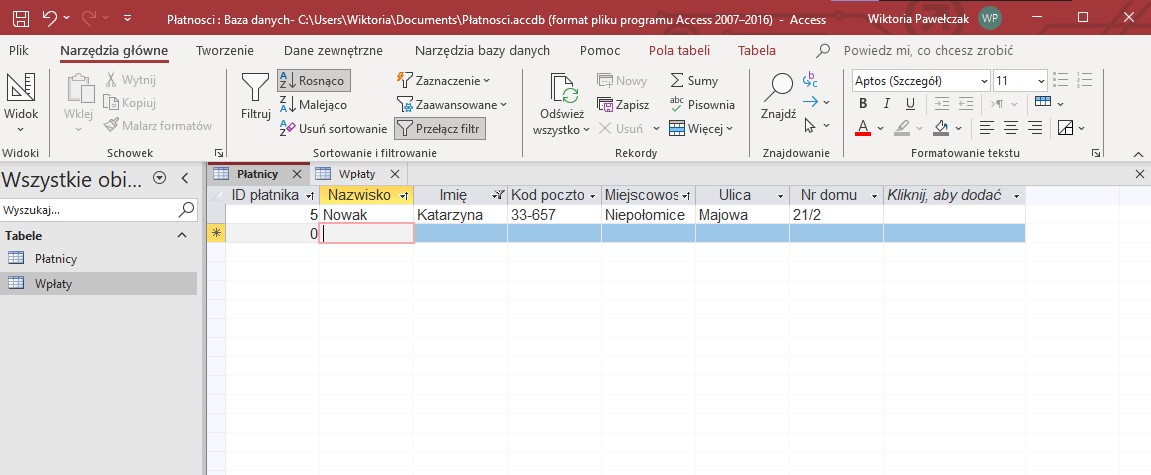 Płatnosci : Baza danych- C:\Users\Wiktoria\Documents\Płatnosci.accdb (format pliku programu Access 2007–2016) - Access
Wiktoria Pawełczak WP
Plik Narzędzia główne Tworzenie Dane zewnętrzne Narzędzia bazy danych Pomoc Pola tabeli Tabela Powiedz mi, co chcesz zrobić
Widok
Widoki
Wklej
Wytnij
Kopiuj
Malarz formatów
Schowek
Filtruj
Rosnąco
Malejąco
Usuń sortowanie
Zaznaczenie
Zaawansowane
Przełącz filtr
Sortowanie i filtrowanie
Odśwież
wszystko
Nowy
Zapisz
Usuń
Sumy
Pisownia
Więcej
Rekordy
Znajdź
Znajdowanie
Aptos (Szczegół) 11
B I U
A
Formatowanie tekstu
Wszystkie obi...
Wyszukaj...
Tabele
Płatnicy
Wpłaty
Płatnicy Wpłaty
ID płatnika Nazwisko Imię Kod poczto Miejscowos Ulica Nr domu Kliknij, aby dodać
5 Nowak Katarzyna 33-657 Niepołomice Majowa 21/2
0